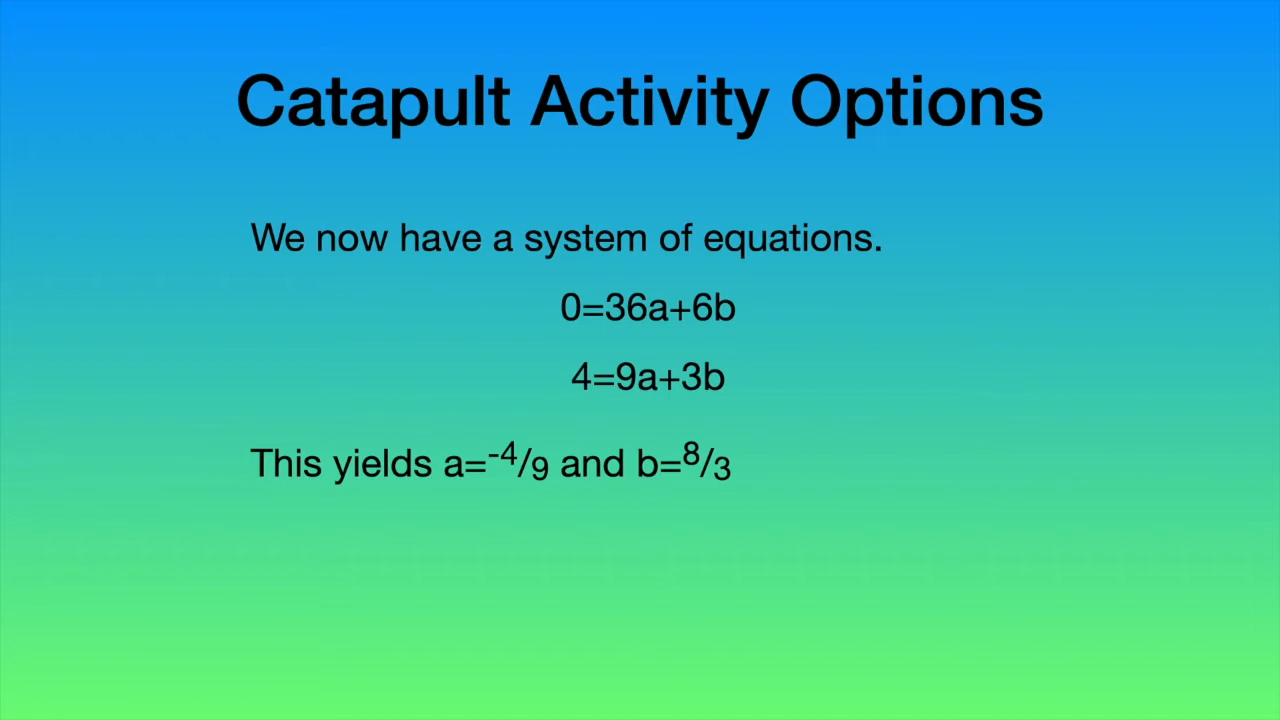 Catapult Activity Options
We now have a system of equations.
0=36a+6b
4=9a+3b
This yields a=-4/9 and b=8/3